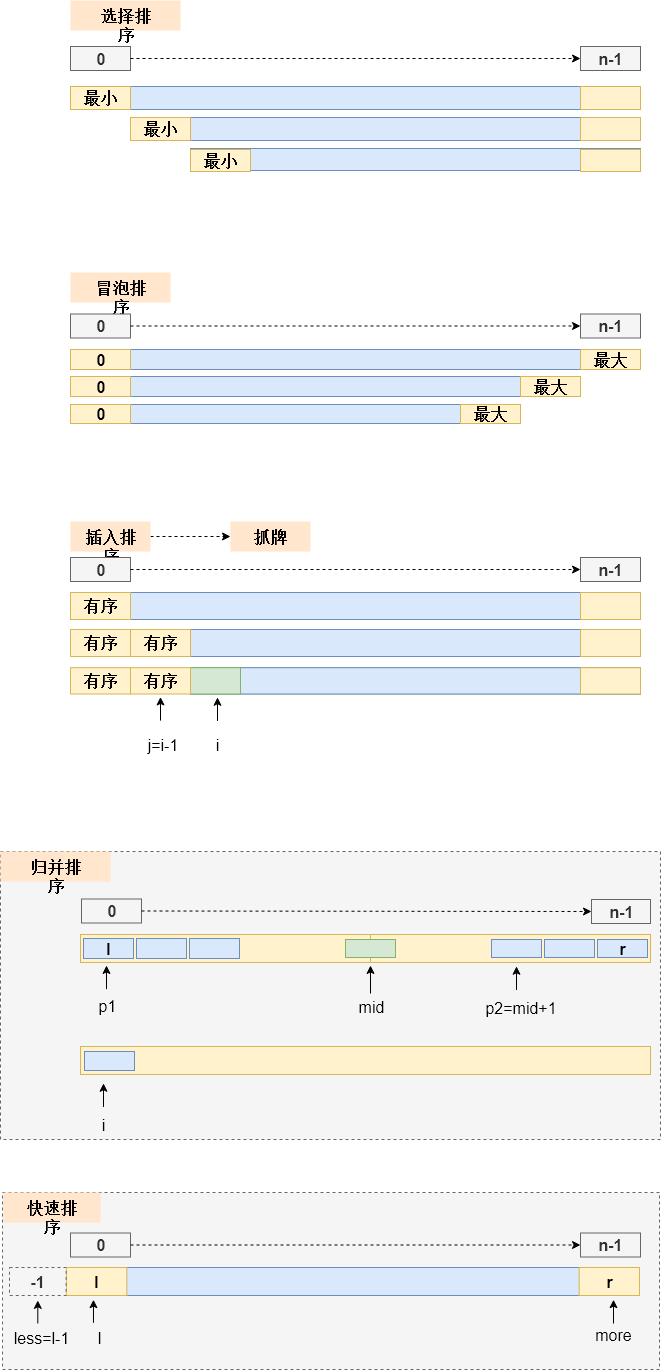 选择排
序
0 n-1
最小
最小
最小
冒泡排
序
0 n-1
0 最大
0 最大
0 最大
插入排
序
抓牌
0 n-1
有序
有序 有序
有序 有序
j=i-1 i
归并排
序
0 n-1
l r
p1 mid p2=mid+1
i
快速排
序
0 n-1
-1 l r
less=l-1 l more